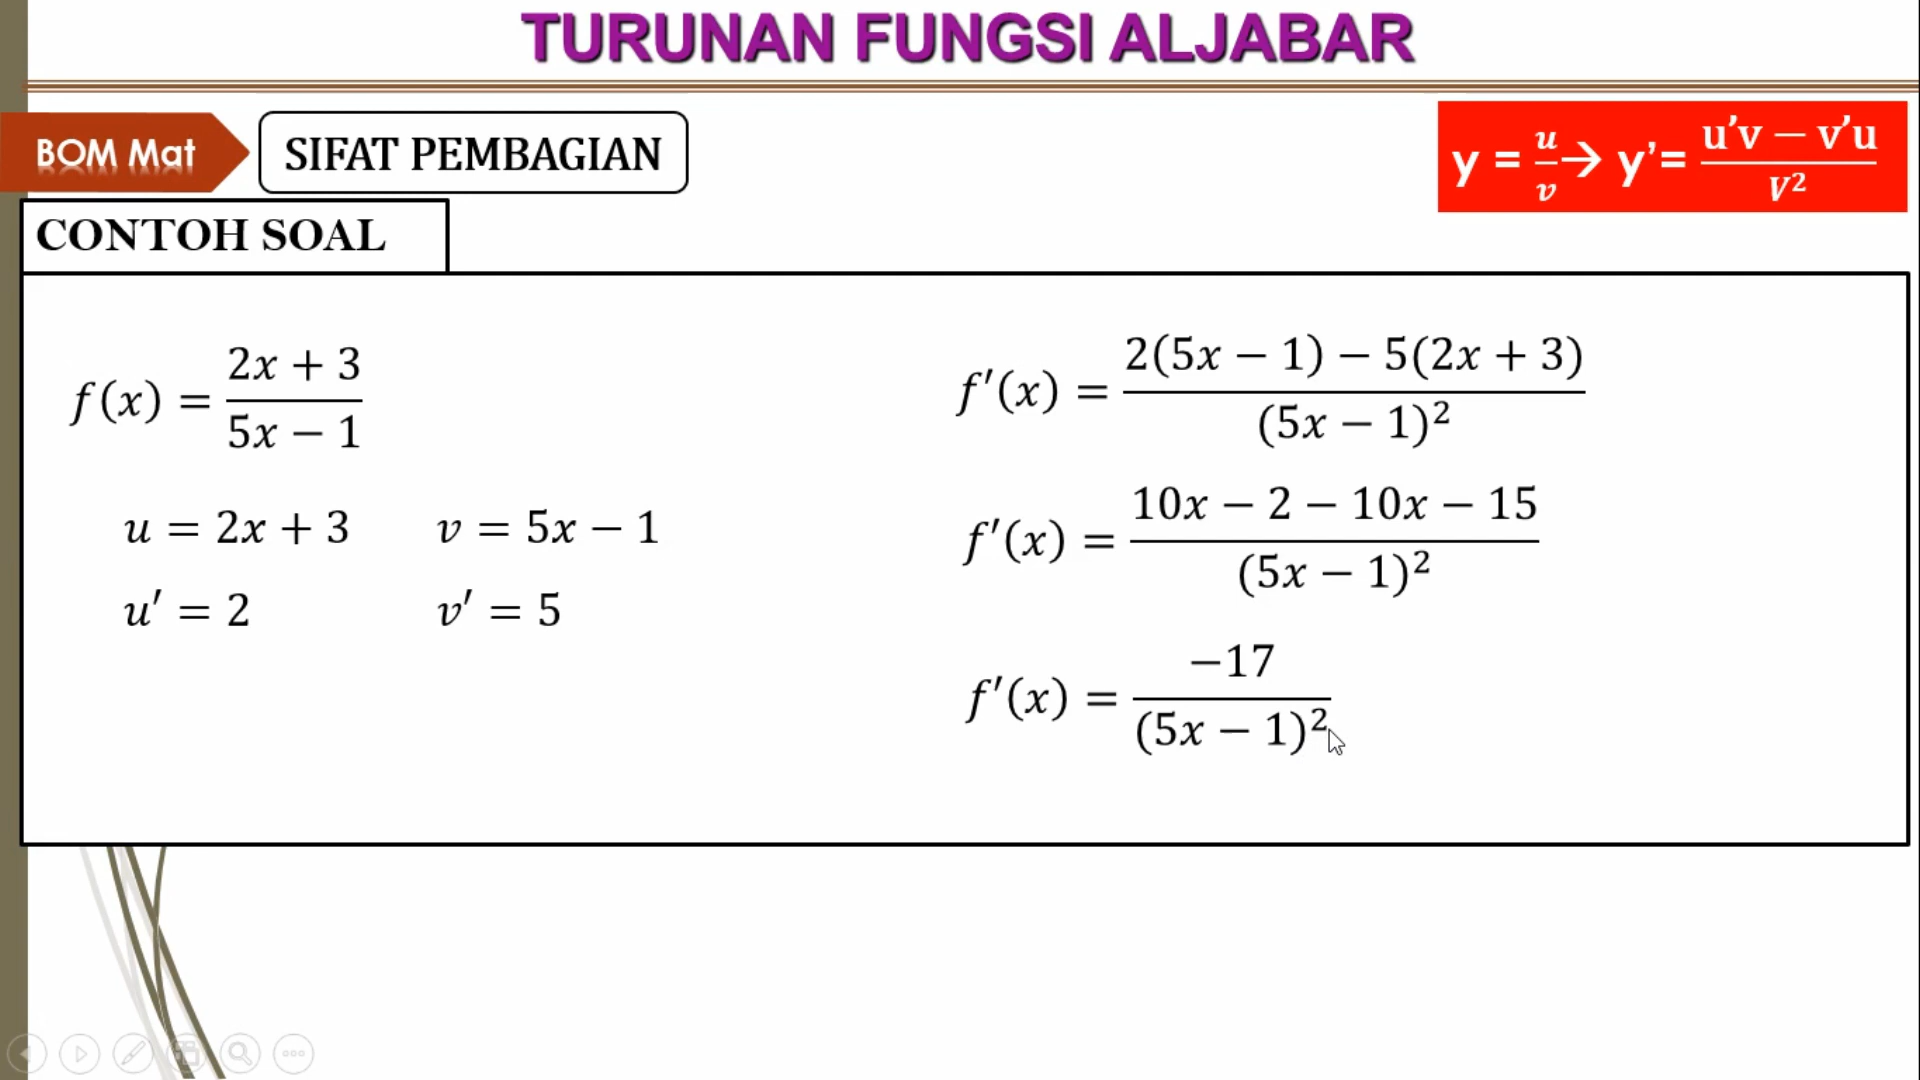 TURUNAN FUNGSI ALJABAR
BOM Mat
SIFAT PEMBAGIAN
y = u/v → y’= (u’v – v’u)/V²
CONTOH SOAL
f(x) = (2x + 3)/(5x − 1)
u = 2x + 3 v = 5x − 1
u′ = 2 v′ = 5
f′(x) = (2(5x − 1) − 5(2x + 3))/(5x − 1)²
f′(x) = (10x − 2 − 10x − 15)/(5x − 1)²
f′(x) = −17/(5x − 1)²